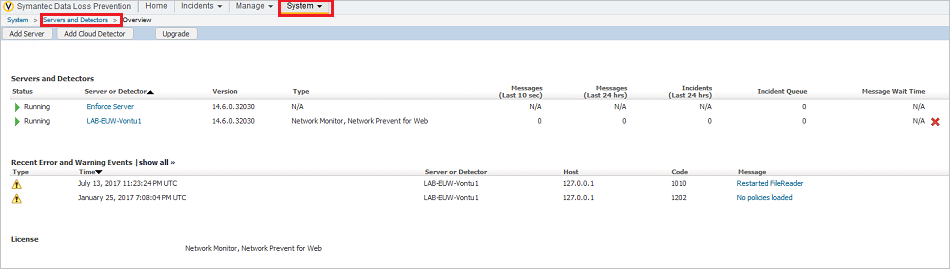 Symantec Data Loss Prevention Home Incidents Manage System
System > Servers and Detectors > Overview
Add Server Add Cloud Detector Upgrade
Servers and Detectors
Status Server or Detector Version Type Messages (Last 10 sec) Messages (Last 24 hrs) Incidents (Last 24 hrs) Incident Queue Message Wait Time
Running Enforce Server 14.6.0.32030 N/A N/A N/A N/A 0 N/A
Running LAB-EUW-Vontu1 14.6.0.32030 Network Monitor, Network Prevent for Web 0 0 0 0 N/A
Recent Error and Warning Events | show all »
Type Time Server or Detector Host Code Message
July 13, 2017 11:23:24 PM UTC LAB-EUW-Vontu1 127.0.0.1 1010 Restarted FileReader
January 25, 2017 7:08:04 PM UTC LAB-EUW-Vontu1 127.0.0.1 1202 No policies loaded
License
Network Monitor, Network Prevent for Web